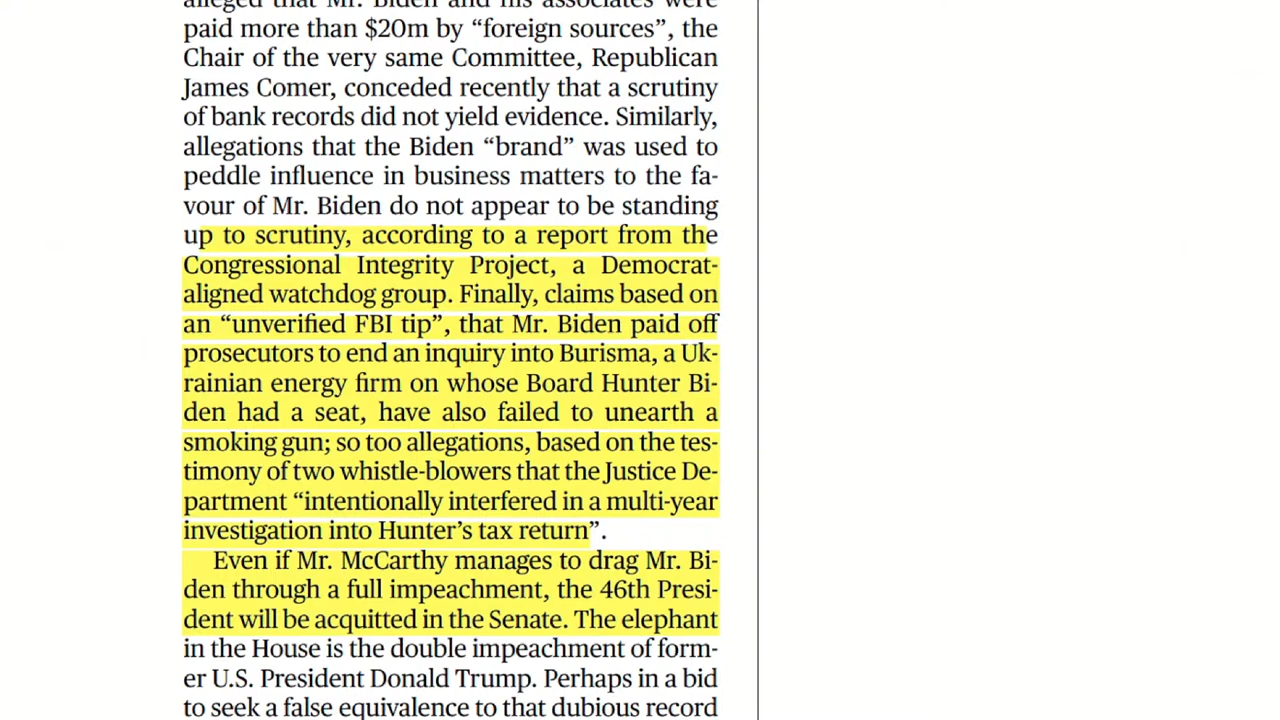 alleged that Mr. Biden and his associates were
paid more than $20m by “foreign sources”, the
Chair of the very same Committee, Republican
James Comer, conceded recently that a scrutiny
of bank records did not yield evidence. Similarly,
allegations that the Biden “brand” was used to
peddle influence in business matters to the fa-
vour of Mr. Biden do not appear to be standing
up to scrutiny, according to a report from the
Congressional Integrity Project, a Democrat-
aligned watchdog group. Finally, claims based on
an “unverified FBI tip”, that Mr. Biden paid off
prosecutors to end an inquiry into Burisma, a Uk-
rainian energy firm on whose Board Hunter Bi-
den had a seat, have also failed to unearth a
smoking gun; so too allegations, based on the tes-
timony of two whistle-blowers that the Justice De-
partment “intentionally interfered in a multi-year
investigation into Hunter’s tax return”.
Even if Mr. McCarthy manages to drag Mr. Bi-
den through a full impeachment, the 46th Presi-
dent will be acquitted in the Senate. The elephant
in the House is the double impeachment of form-
er U.S. President Donald Trump. Perhaps in a bid
to seek a false equivalence to that dubious record